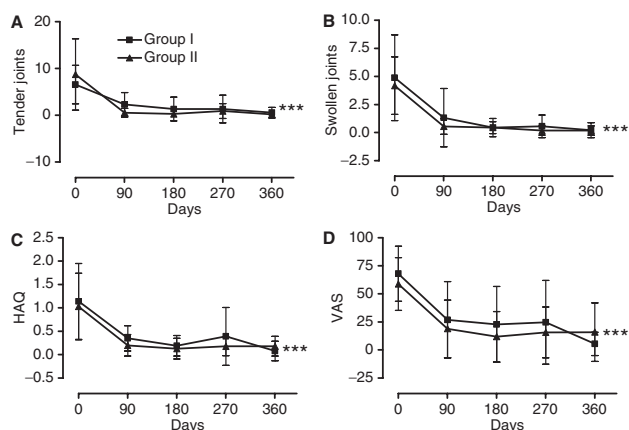 A
Tender joints
20
10
0
–10
Group I
Group II
***
0 90 180 270 360
Days
B
Swollen joints
10.0
7.5
5.0
2.5
0.0
–2.5
***
0 90 180 270 360
Days
C
HAQ
2.5
2.0
1.5
1.0
0.5
0.0
–0.5
***
0 90 180 270 360
Days
D
VAS
100
75
50
25
0
–25
***
0 90 180 270 360
Days